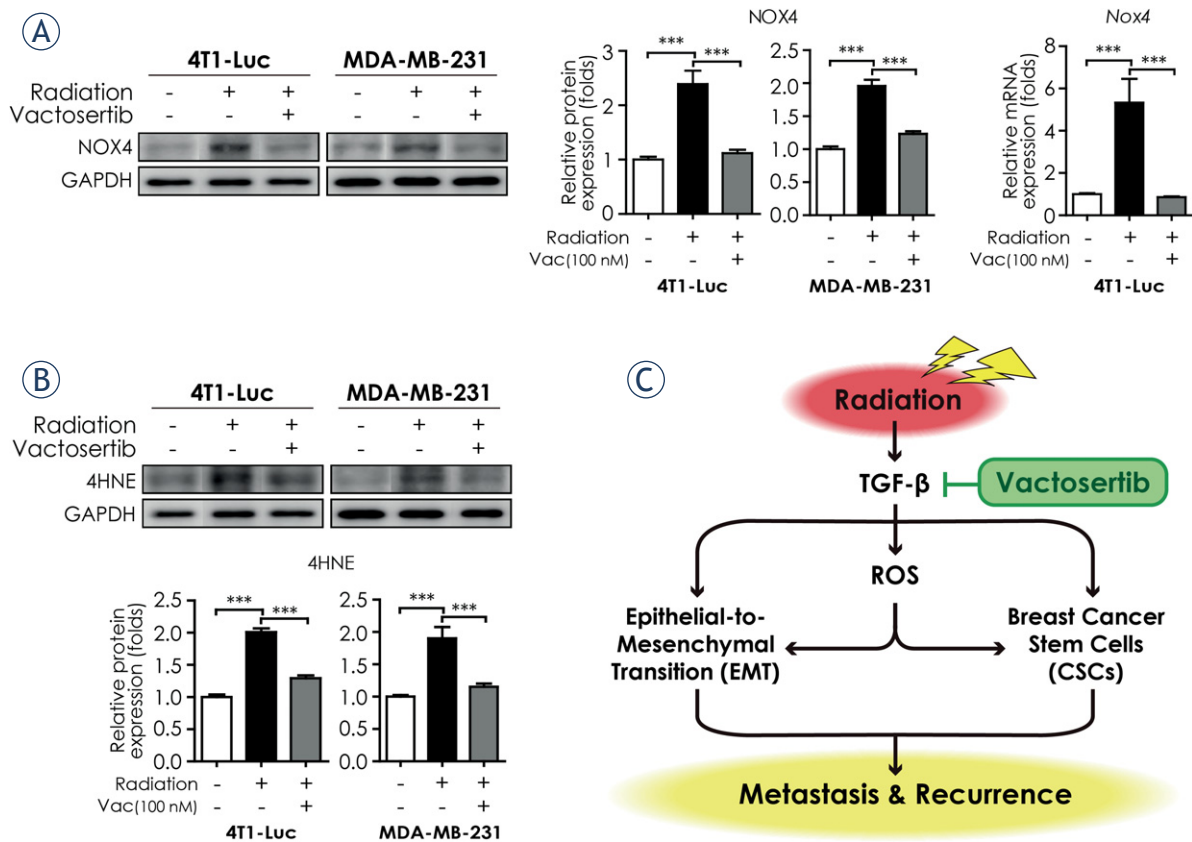 A
4T1-Luc MDA-MB-231
Radiation - + + - + +
Vactosertib - - + - - +
NOX4
GAPDH
NOX4
Relative protein
expression (folds)
3
2
1
0
*** ***
Radiation - + +
Vac(100 nM) - - +
4T1-Luc
2.5
2.0
1.5
1.0
0.5
0.0
*** ***
- + +
- - +
MDA-MB-231
Nox4
Relative mRNA
expression (folds)
8
6
4
2
0
*** ***
Radiation - + +
Vac(100 nM) - - +
4T1-Luc
B
4T1-Luc MDA-MB-231
Radiation - + + - + +
Vactosertib - - + - - +
4HNE
GAPDH
4HNE
Relative protein
expression (folds)
2.5
2.0
1.5
1.0
0.5
0.0
*** ***
Radiation - + +
Vac(100 nM) - - +
4T1-Luc
2.5
2.0
1.5
1.0
0.5
0.0
*** ***
- + +
- - +
MDA-MB-231
C
Radiation
TGF-β
Vactosertib
ROS
Epithelial-to-
Mesenchymal
Transition (EMT)
Breast Cancer
Stem Cells
(CSCs)
Metastasis & Recurrence